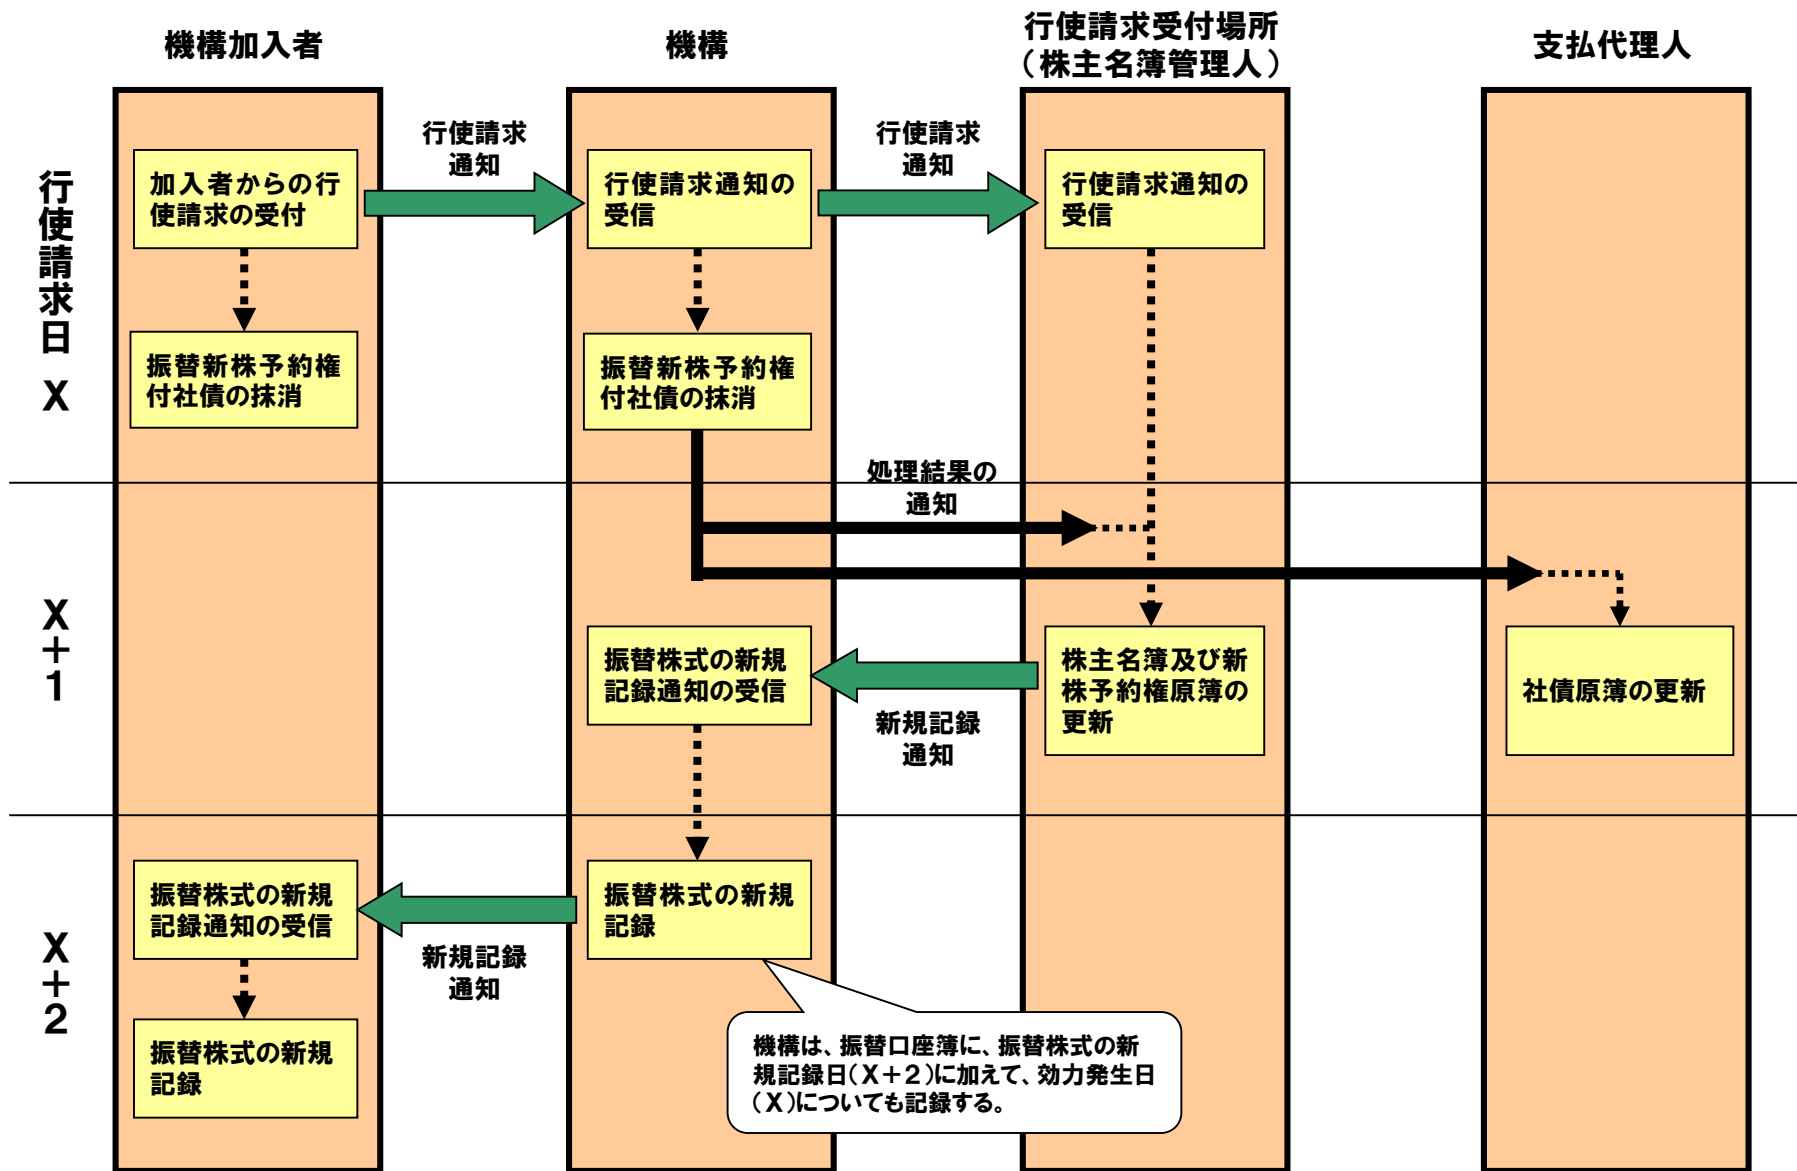 機構加入者
機構
行使請求受付場所
(株主名簿管理人)
支払代理人
行使請求日 X
加入者からの行
使請求の受付
行使請求
通知
行使請求通知の
受信
行使請求
通知
行使請求通知の
受信
振替新株予約権
付社債の抹消
振替新株予約権
付社債の抹消
処理結果の
通知
X+1
振替株式の新規
記録通知の受信
新規記録
通知
株主名簿及び新
株予約権原簿の
更新
社債原簿の更新
X+2
振替株式の新規
記録通知の受信
新規記録
通知
振替株式の新規
記録
振替株式の新規
記録
機構は、振替口座簿に、振替株式の新
規記録日(X+2)に加えて、効力発生日
(X)についても記録する。